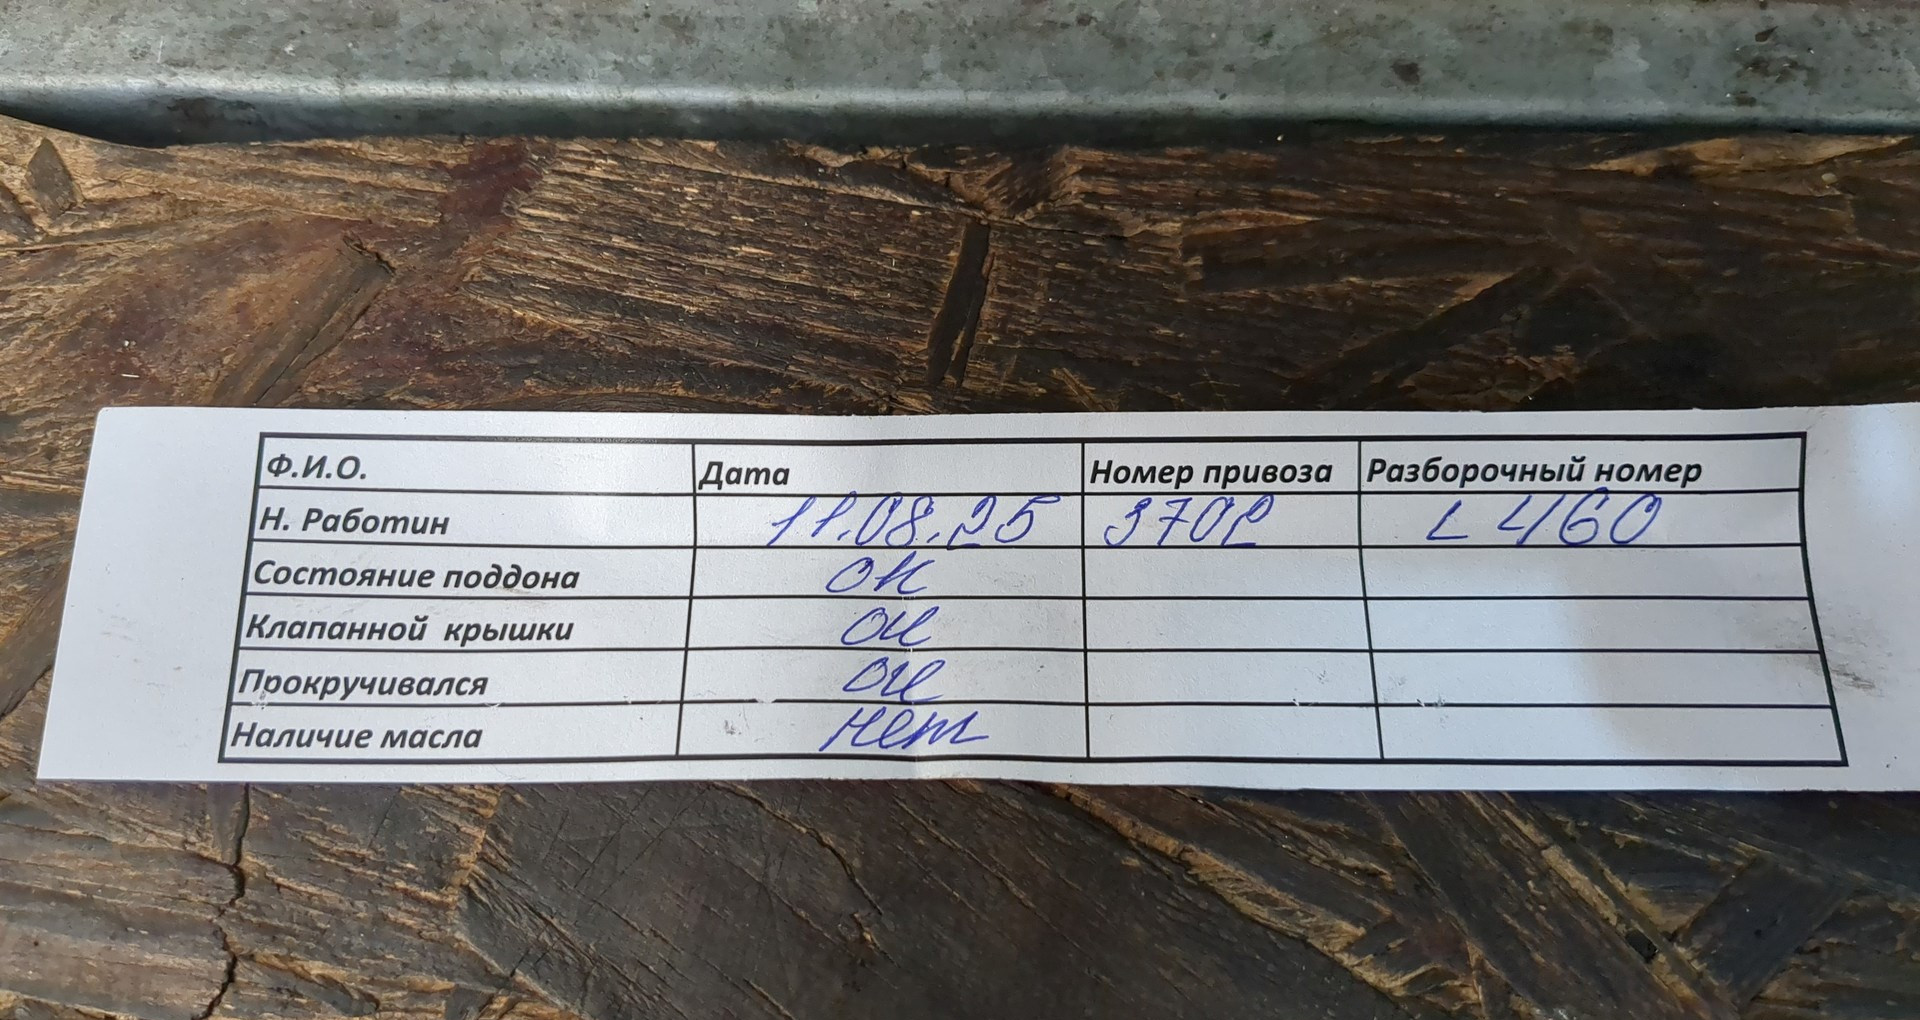 Ф.И.О. Дата Номер привоза Разборочный номер
Н. Работин 11.08.25 3702 L 460
Состояние поддона ок
Клапанной крышки ок
Прокручивался ок
Наличие масла нет